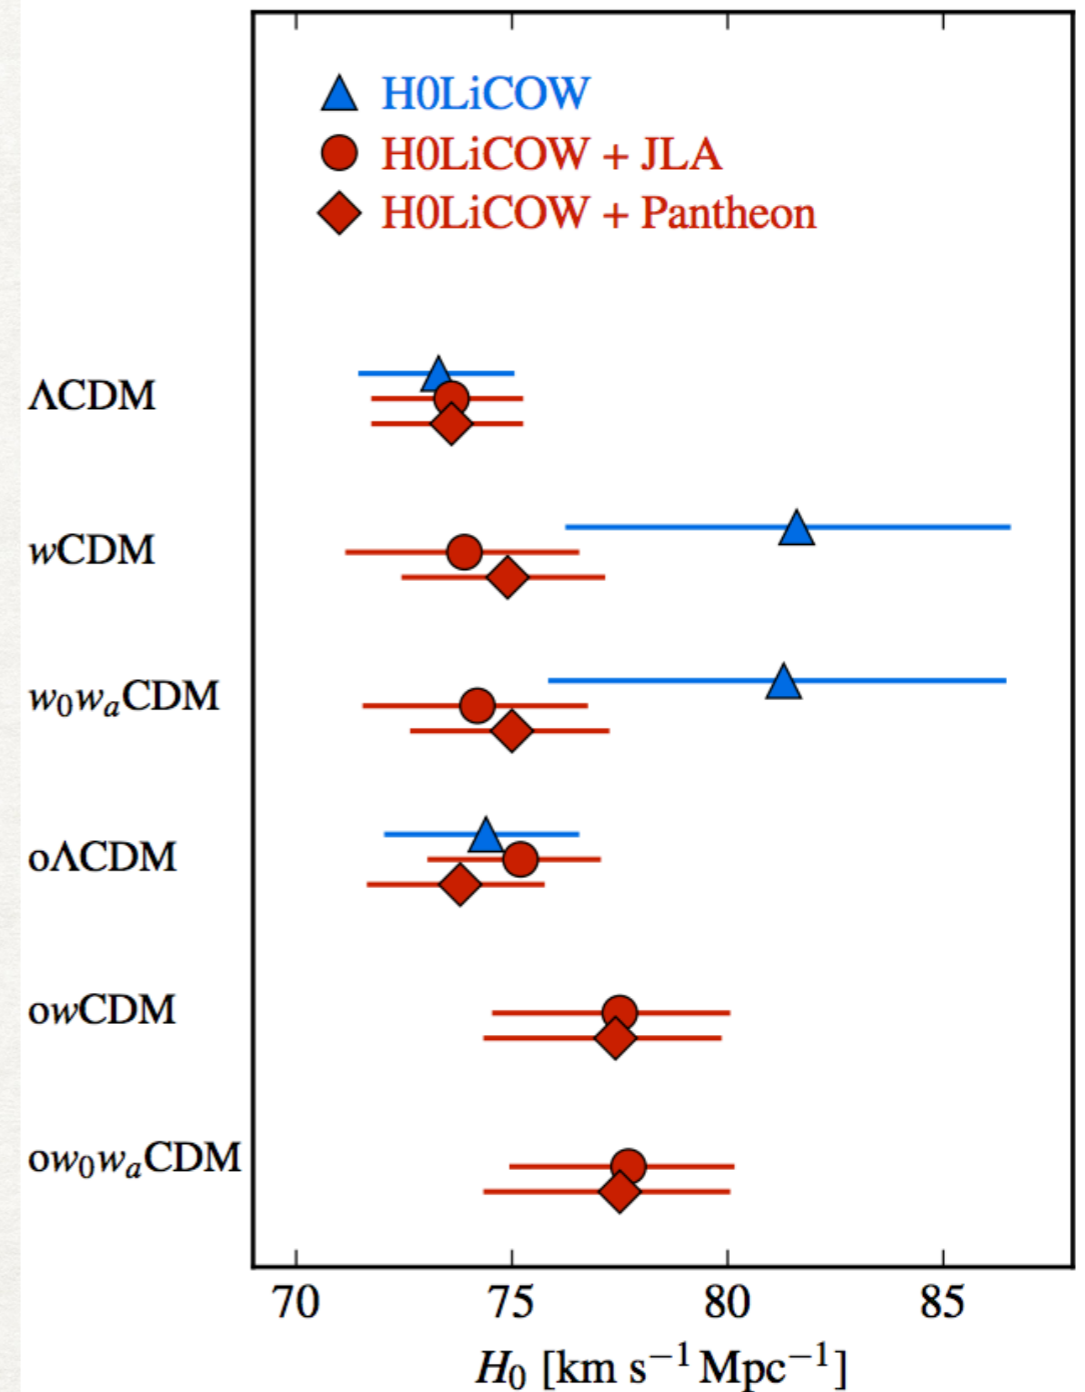 H0LiCOW
H0LiCOW + JLA
H0LiCOW + Pantheon
ΛCDM
wCDM
w₀wₐCDM
oΛCDM
owCDM
ow₀wₐCDM
70 75 80 85
H₀ [km s⁻¹ Mpc⁻¹]